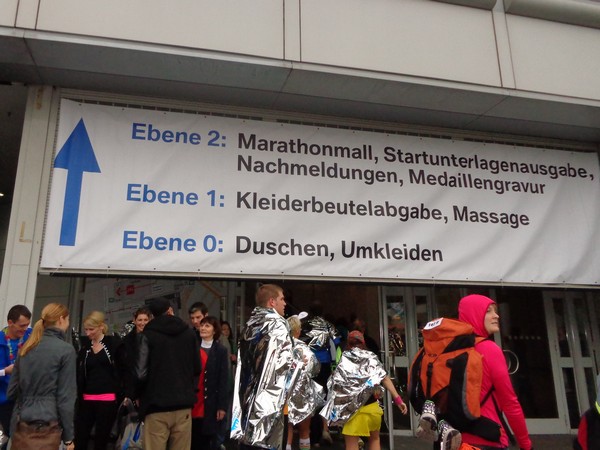 Ebene 2: Marathonmall, Startunterlagenausgabe,
Nachmeldungen, Medaillengravur
Ebene 1: Kleiderbeutelabgabe, Massage
Ebene 0: Duschen, Umkleiden